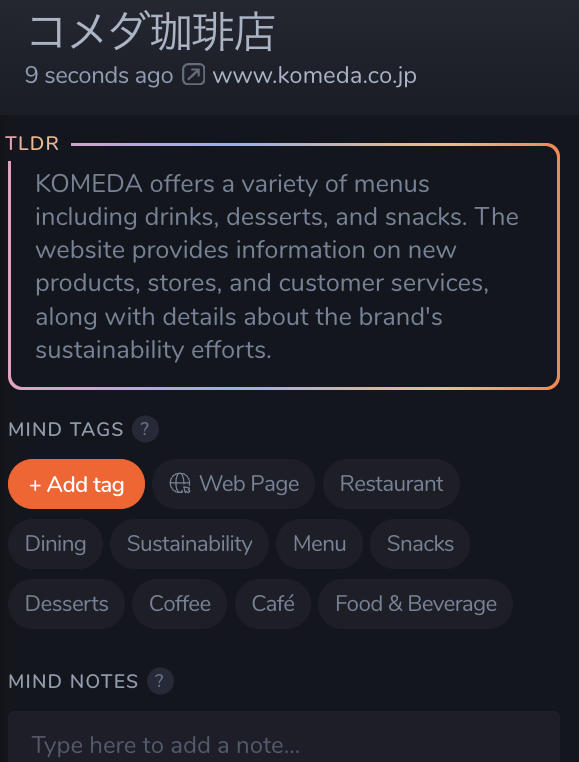 コメダ珈琲店
9 seconds ago www.komeda.co.jp
TLDR
KOMEDA offers a variety of menus
including drinks, desserts, and snacks. The
website provides information on new
products, stores, and customer services,
along with details about the brand's
sustainability efforts.
MIND TAGS ?
+ Add tag Web Page Restaurant
Dining Sustainability Menu Snacks
Desserts Coffee Café Food & Beverage
MIND NOTES ?
Type here to add a note...